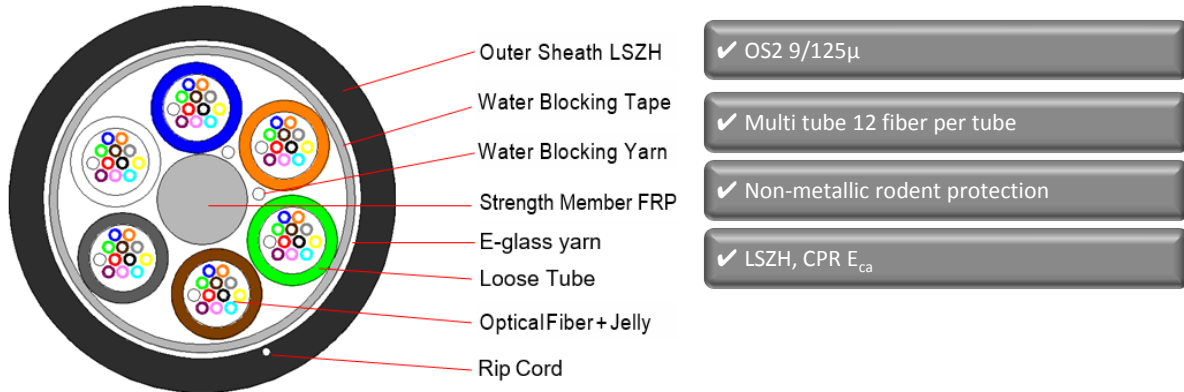 Outer Sheath LSZH
Water Blocking Tape
Water Blocking Yarn
Strength Member FRP
E-glass yarn
Loose Tube
Optical Fiber + Jelly
Rip Cord
✔ OS2 9/125µ
✔ Multi tube 12 fiber per tube
✔ Non-metallic rodent protection
✔ LSZH, CPR Eca